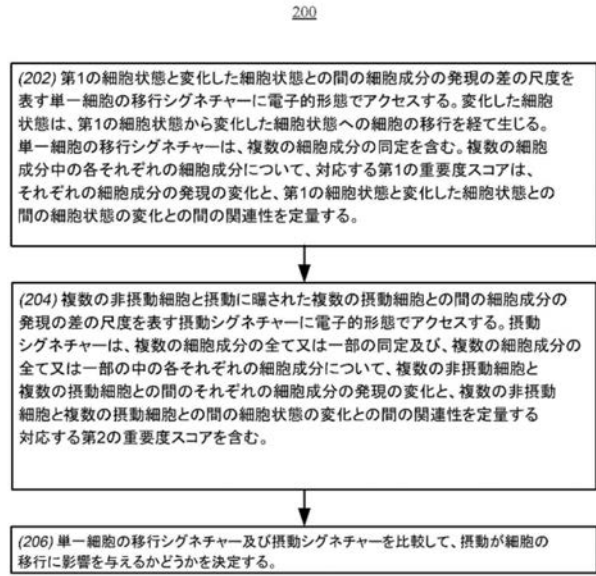 200
(202) 第1の細胞状態と変化した細胞状態との間の細胞成分の発現の差の尺度を
表す単一細胞の移行シグネチャーに電子的形態でアクセスする。変化した細胞
状態は、第1の細胞状態から変化した細胞状態への細胞の移行を経て生じる。
単一細胞の移行シグネチャーは、複数の細胞成分の同定を含む。複数の細胞
成分中の各それぞれの細胞成分について、対応する第1の重要度スコアは、
それぞれの細胞成分の発現の変化と、第1の細胞状態と変化した細胞状態との
間の細胞状態の変化との間の関連性を定量する。
(204) 複数の非摂動細胞と摂動に曝された複数の摂動細胞との間の細胞成分の
発現の差の尺度を表す摂動シグネチャーに電子的形態でアクセスする。摂動
シグネチャーは、複数の細胞成分の全て又は一部の同定及び、複数の細胞成分の
全て又は一部の中の各それぞれの細胞成分について、複数の非摂動細胞と
複数の摂動細胞との間のそれぞれの細胞成分の発現の変化と、複数の非摂動
細胞と複数の摂動細胞との間の細胞状態の変化との間の関連性を定量する
対応する第2の重要度スコアを含む。
(206) 単一細胞の移行シグネチャー及び摂動シグネチャーを比較して、摂動が細胞の
移行に影響を与えるかどうかを決定する。